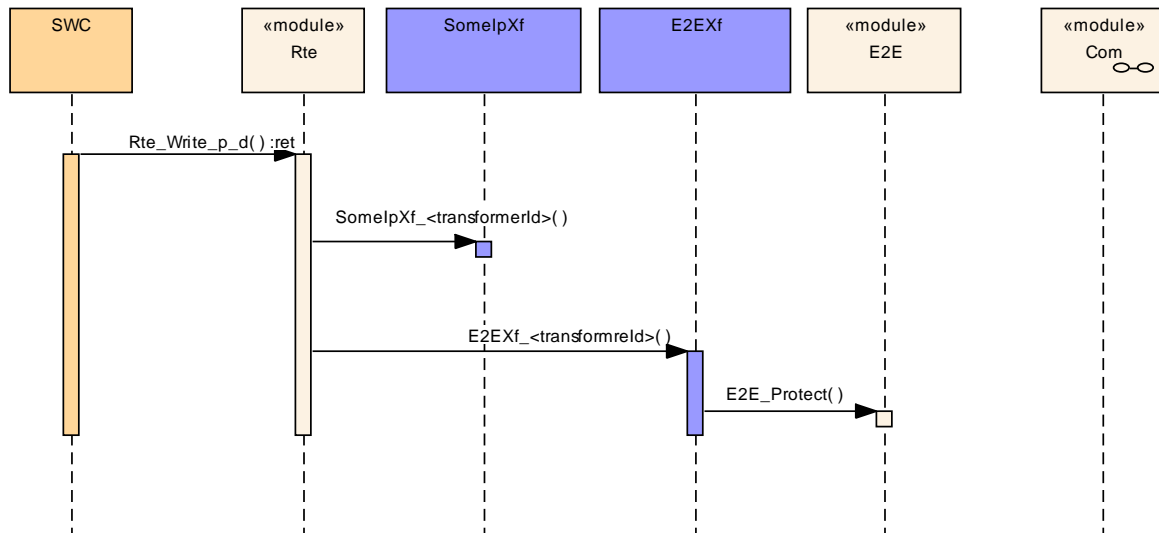 SWC
«module»
Rte
SomeIpXf
E2EXf
«module»
E2E
«module»
Com
Rte_Write_p_d() :ret
SomeIpXf_<transformerId>()
E2EXf_<transformreId>()
E2E_Protect()